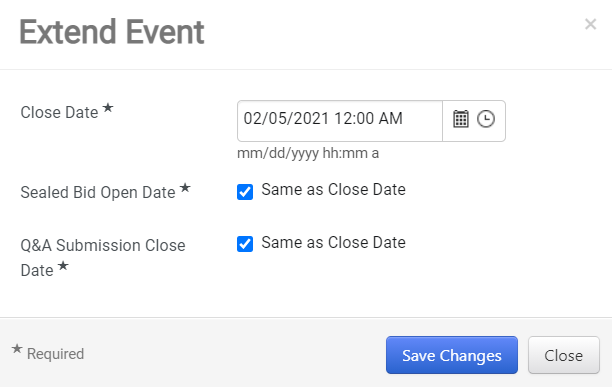 Extend Event
×
Close Date ★
02/05/2021 12:00 AM
mm/dd/yyyy hh:mm a
Sealed Bid Open Date ★
Same as Close Date
Q&A Submission Close
Date ★
Same as Close Date
★ Required
Save Changes
Close